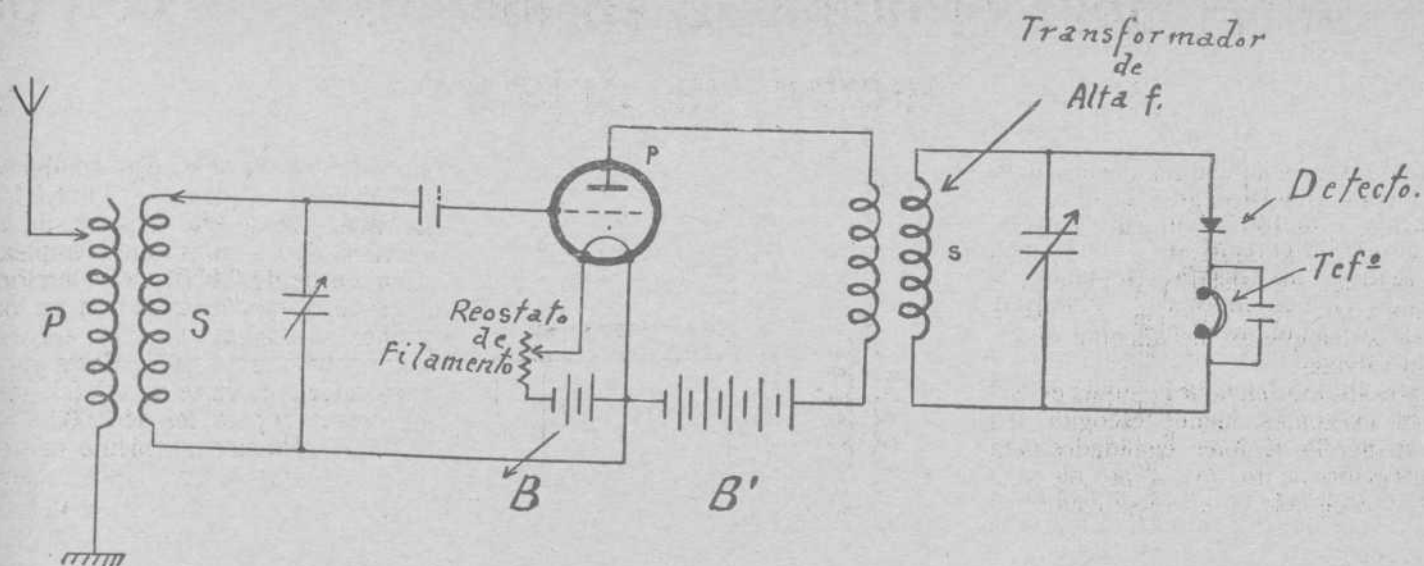 Transformador
de
Alta f.
P
Detecto.
s
Tefº
P
S
Reostato
de
Filamento
B
B'